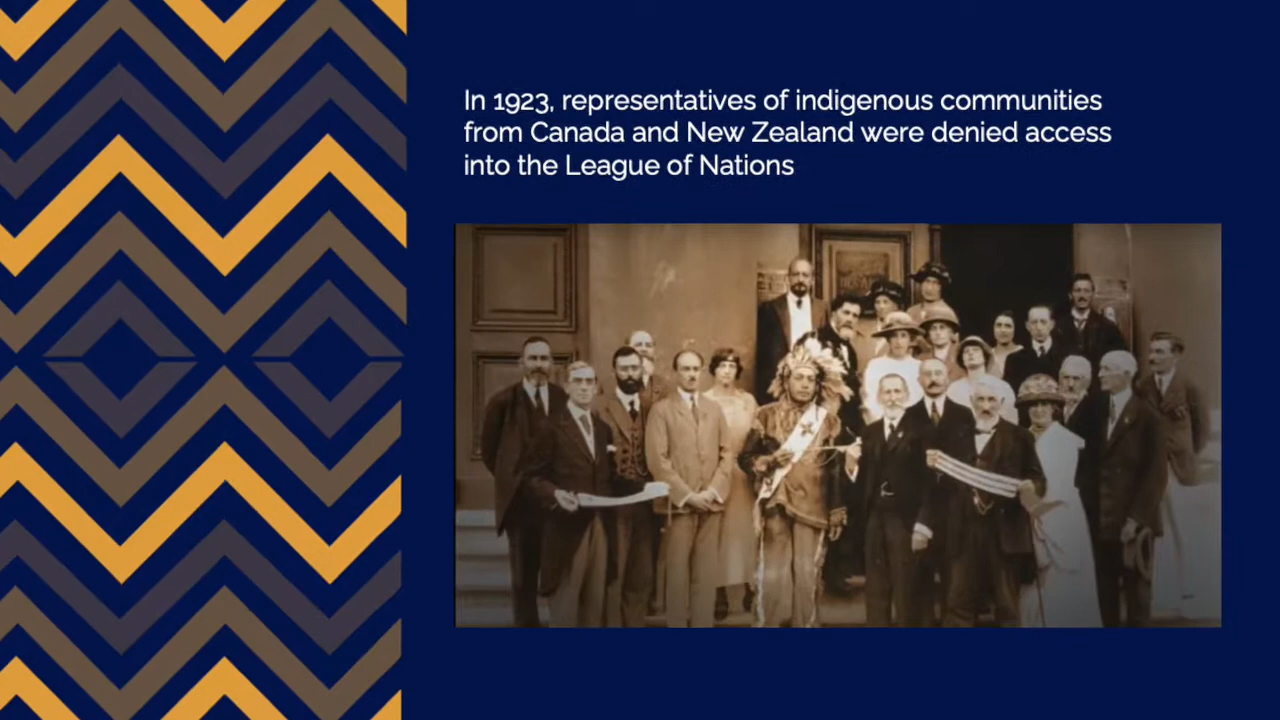 In 1923, representatives of indigenous communities
from Canada and New Zealand were denied access
into the League of Nations